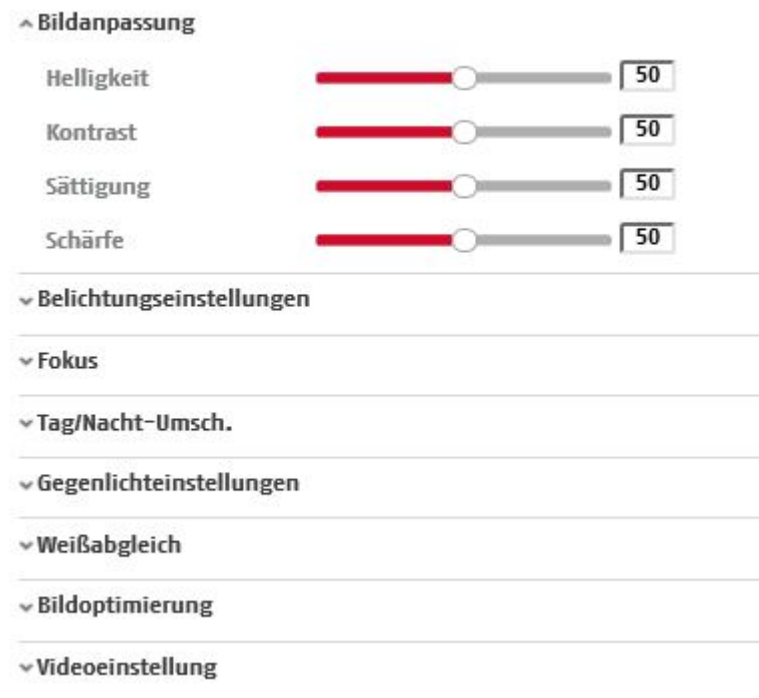 Bildanpassung
Helligkeit 50
Kontrast 50
Sättigung 50
Schärfe 50
Belichtungseinstellungen
Fokus
Tag/Nacht-Umsch.
Gegenlichteinstellungen
Weißabgleich
Bildoptimierung
Videoeinstellung